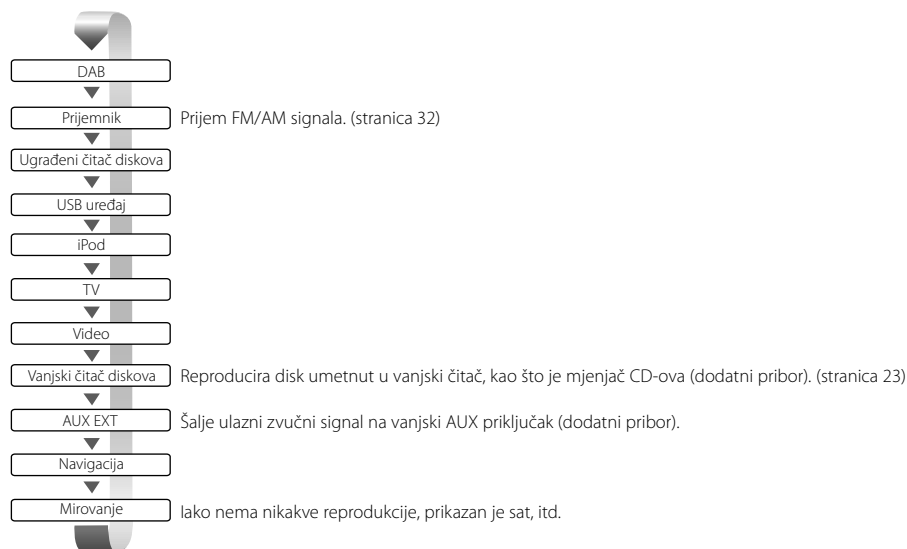 DAB
Prijemnik Prijem FM/AM signala. (stranica 32)
Ugrađeni čitač diskova
USB uređaj
iPod
TV
Video
Vanjski čitač diskova Reproducira disk umetnut u vanjski čitač, kao što je mjenjač CD-ova (dodatni pribor). (stranica 23)
AUX EXT Šalje ulazni zvučni signal na vanjski AUX priključak (dodatni pribor).
Navigacija
Mirovanje Iako nema nikakve reprodukcije, prikazan je sat, itd.